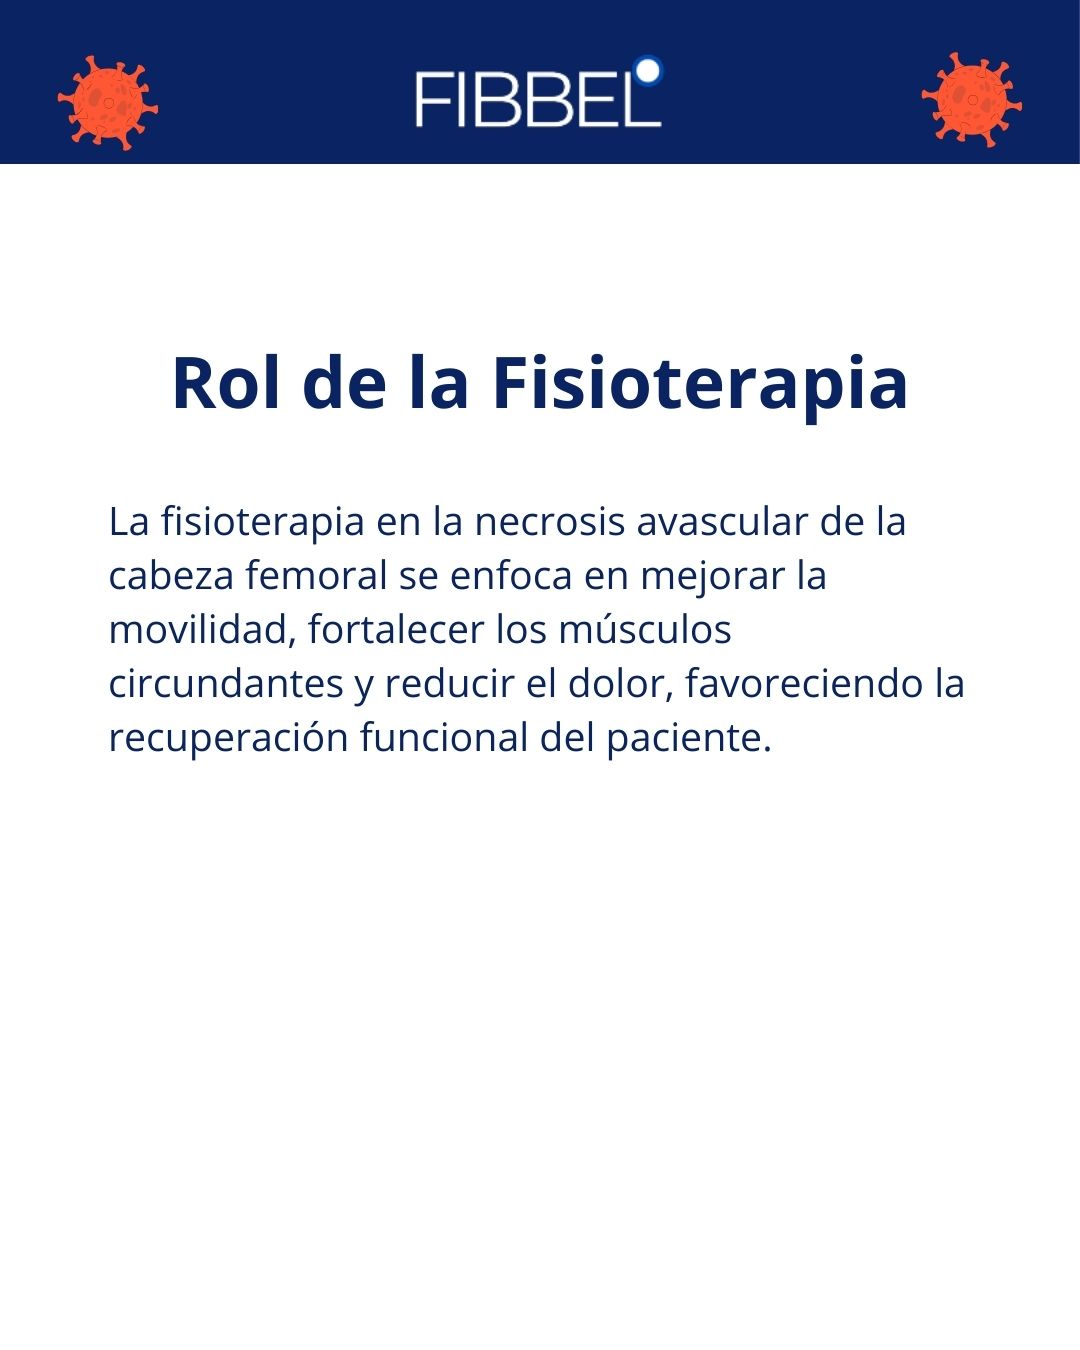 FIBBEL
Rol de la Fisioterapia
La fisioterapia en la necrosis avascular de la
cabeza femoral se enfoca en mejorar la
movilidad, fortalecer los músculos
circundantes y reducir el dolor, favoreciendo la
recuperación funcional del paciente.